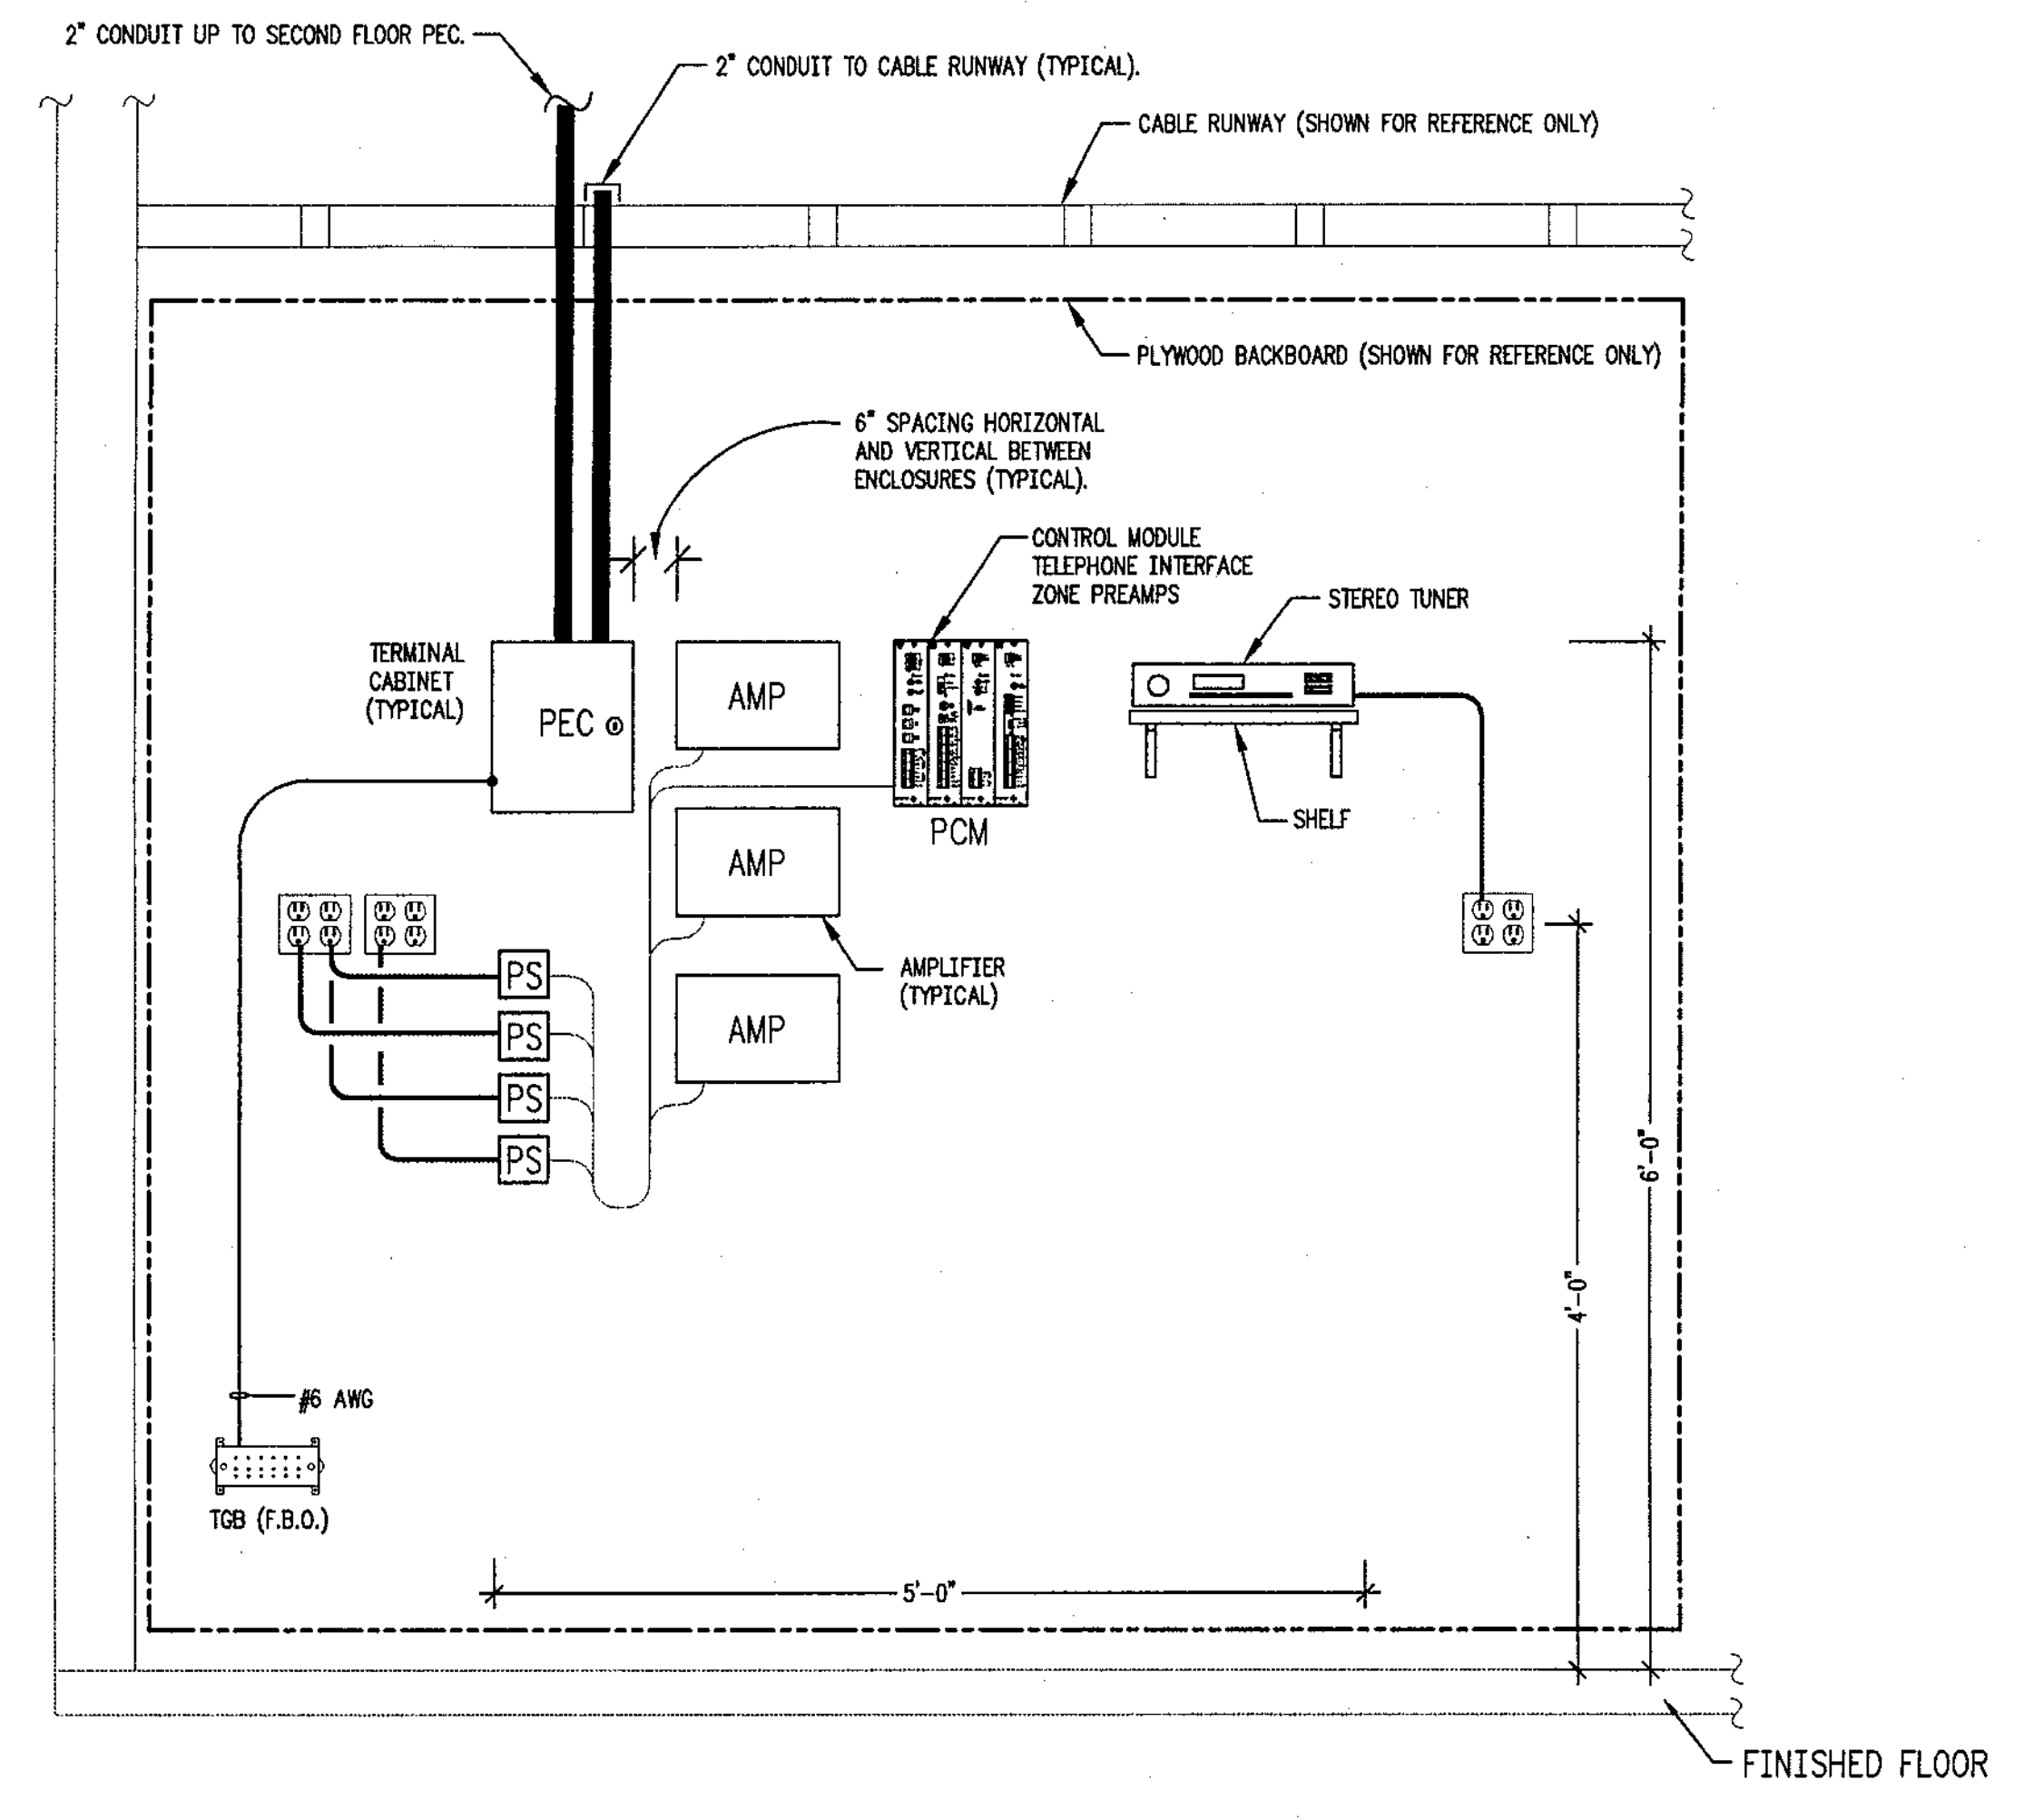 2" CONDUIT UP TO SECOND FLOOR PEC.
2" CONDUIT TO CABLE RUNWAY (TYPICAL).
CABLE RUNWAY (SHOWN FOR REFERENCE ONLY)
PLYWOOD BACKBOARD (SHOWN FOR REFERENCE ONLY)
6" SPACING HORIZONTAL
AND VERTICAL BETWEEN
ENCLOSURES (TYPICAL).
CONTROL MODULE
TELEPHONE INTERFACE
ZONE PREAMPS
STEREO TUNER
TERMINAL
CABINET
(TYPICAL)
PEC
AMP
SHELF
PCM
AMP
AMPLIFIER
(TYPICAL)
AMP
PS
PS
PS
PS
6'-0"
4'-0"
#6 AWG
TGB (F.B.O.)
5'-0"
FINISHED FLOOR